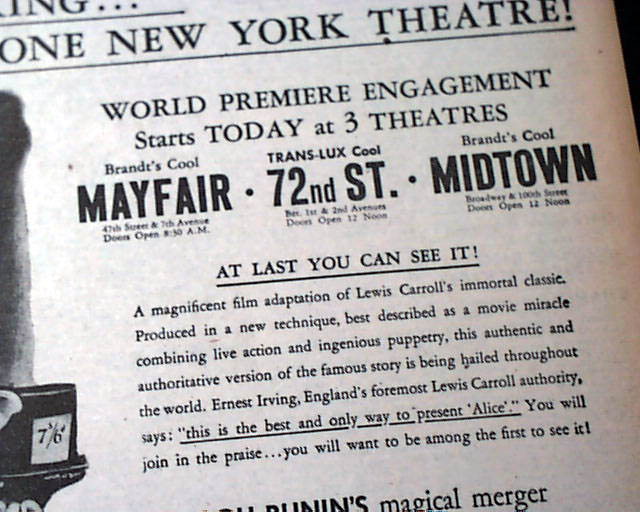 ING...
ONE NEW YORK THEATRE!
WORLD PREMIERE ENGAGEMENT
Starts TODAY at 3 THEATRES
Brandt's Cool
MAYFAIR
47th Street & 7th Avenue
Doors Open 8:30 A.M.
TRANS-LUX Cool
72nd ST.
Bet. 1st & 2nd Avenues
Doors Open 12 Noon
Brandt's Cool
MIDTOWN
Broadway & 100th Street
Doors Open 12 Noon
AT LAST YOU CAN SEE IT!
A magnificent film adaptation of Lewis Carroll's immortal classic.
Produced in a new technique, best described as a movie miracle
combining live action and ingenious puppetry, this authentic and
authoritative version of the famous story is being hailed throughout
the world. Ernest Irving, England's foremost Lewis Carroll authority,
says: "this is the best and only way to present 'Alice'." You will
join in the praise...you will want to be among the first to see it!
7/6
BUNIN'S magical merger